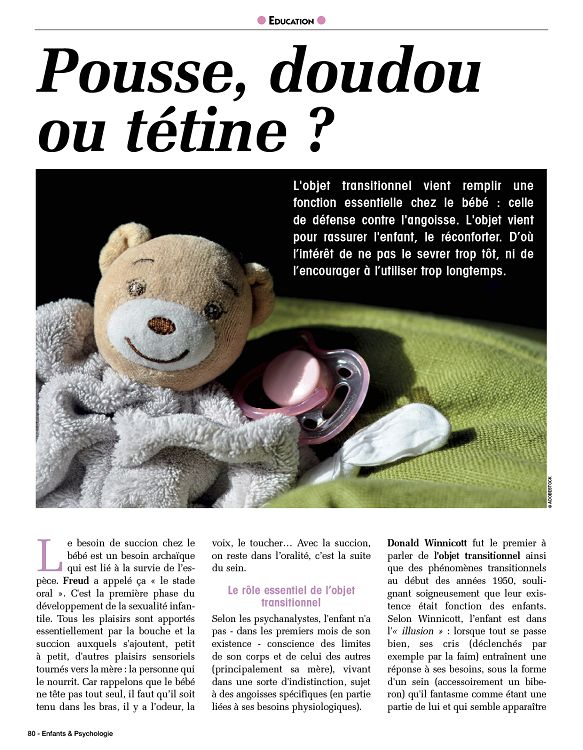 EDUCATION
Pousse, doudou
ou tétine ?
L'objet transitionnel vient remplir une
fonction essentielle chez le bébé : celle
de défense contre l'angoisse. L'objet vient
pour rassurer l'enfant, le réconforter. D'où
l'intérêt de ne pas le sevrer trop tôt, ni de
l'encourager à l'utiliser trop longtemps.
© ADOBESTOCK
Le besoin de succion chez le
bébé est un besoin archaïque
qui est lié à la survie de l'es-
pèce. Freud a appelé ça « le stade
oral ». C'est la première phase du
développement de la sexualité infan-
tile. Tous les plaisirs sont apportés
essentiellement par la bouche et la
succion auxquels s'ajoutent, petit
à petit, d'autres plaisirs sensoriels
tournés vers la mère : la personne qui
le nourrit. Car rappelons que le bébé
ne tète pas tout seul, il faut qu'il soit
tenu dans les bras, il y a l'odeur, la
voix, le toucher… Avec la succion,
on reste dans l'oralité, c'est la suite
du sein.
Le rôle essentiel de l'objet
transitionnel
Selon les psychanalystes, l'enfant n'a
pas - dans les premiers mois de son
existence - conscience des limites
de son corps et de celui des autres
(principalement sa mère), vivant
dans une sorte d'indistinction, sujet
à des angoisses spécifiques (en partie
liées à ses besoins physiologiques).
Donald Winnicott fut le premier à
parler de l'objet transitionnel ainsi
que des phénomènes transitionnels
au début des années 1950, souli-
gnant soigneusement que leur exis-
tence était fonction des enfants.
Selon Winnicott, l'enfant est dans
l'« illusion » : lorsque tout se passe
bien, ses cris (déclenchés par
exemple par la faim) entraînent une
réponse à ses besoins, sous la forme
d'un sein (accessoirement un bibe-
ron) qu'il fantasme comme étant une
partie de lui et qui semble apparaître
80 - Enfants & Psychologie